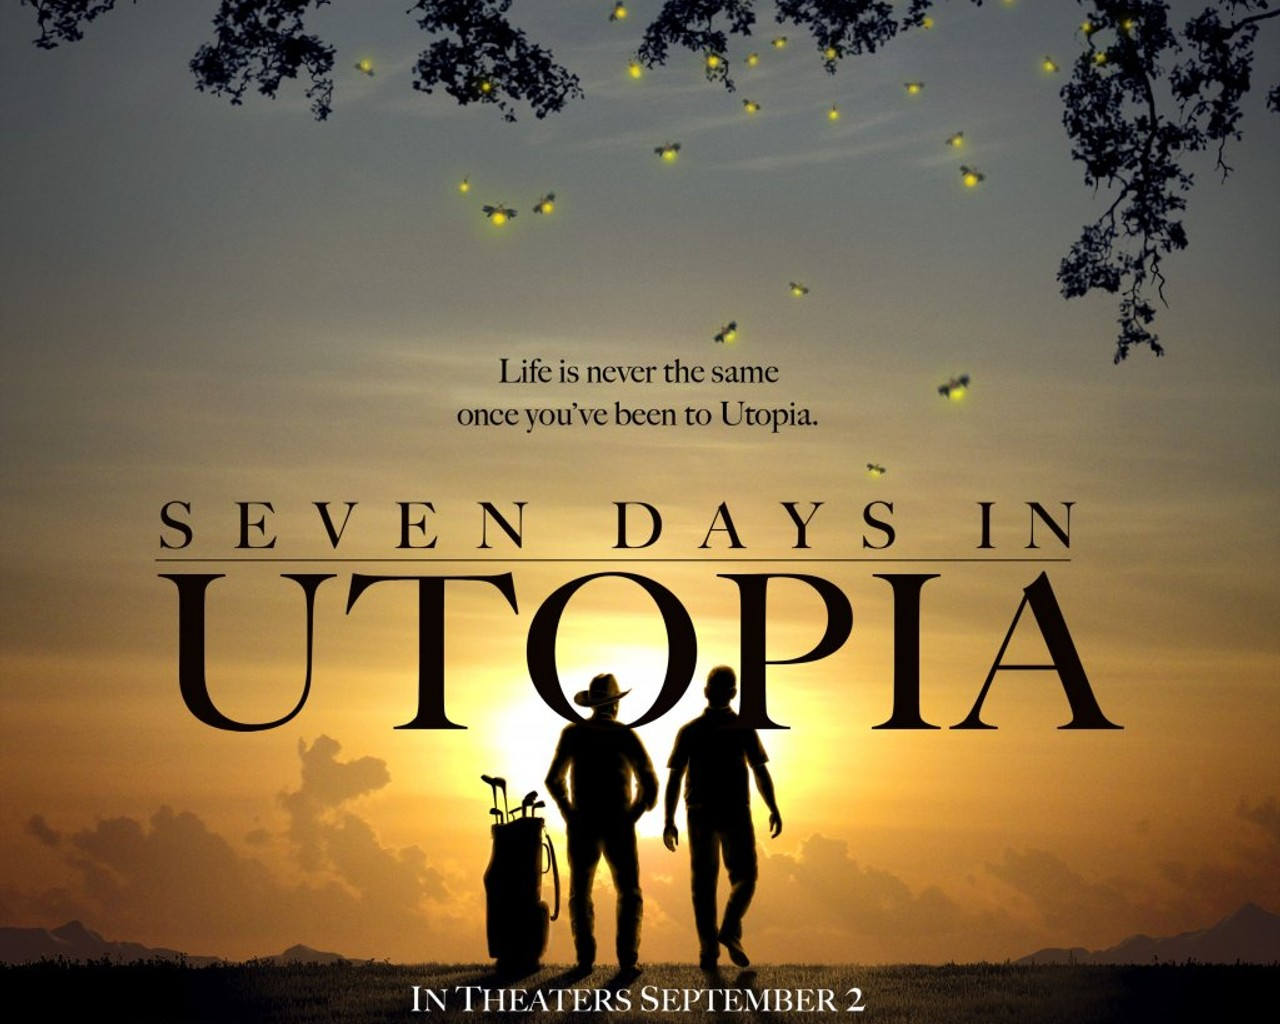 Life is never the same
once you've been to Utopia.
SEVEN DAYS IN
UTOPIA
IN THEATERS SEPTEMBER 2